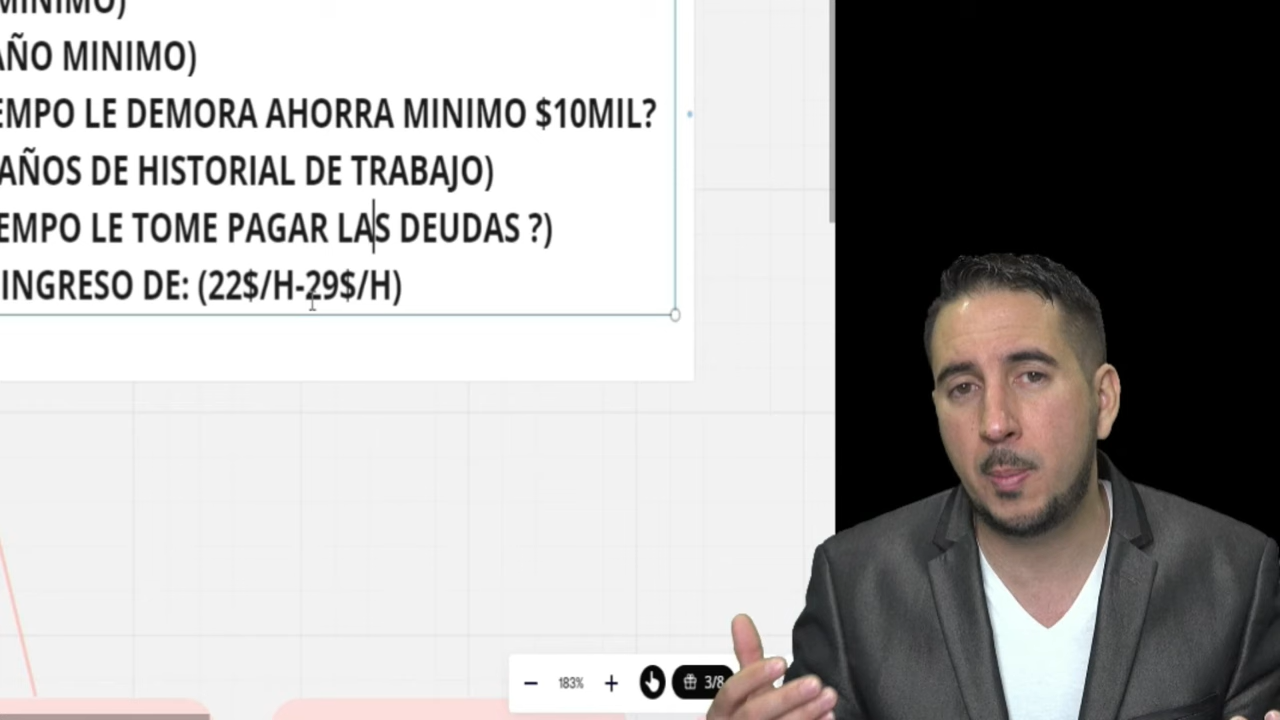 MINIMO)
AÑO MINIMO)
EMPO LE DEMORA AHORRA MINIMO $10MIL?
AÑOS DE HISTORIAL DE TRABAJO)
EMPO LE TOME PAGAR LAS DEUDAS ?)
INGRESO DE: (22$/H-29$/H)
183%
3/8